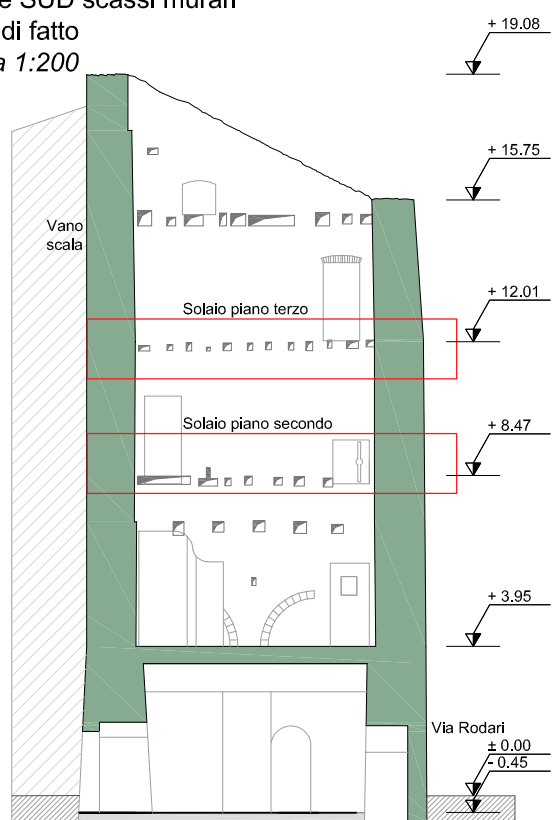 e SUD scassi murari
di fatto
1:200
+ 19.08
+ 15.75
Vano
scala
+ 12.01
Solaio piano terzo
+ 8.47
Solaio piano secondo
+ 3.95
Via Rodari
± 0.00
- 0.45